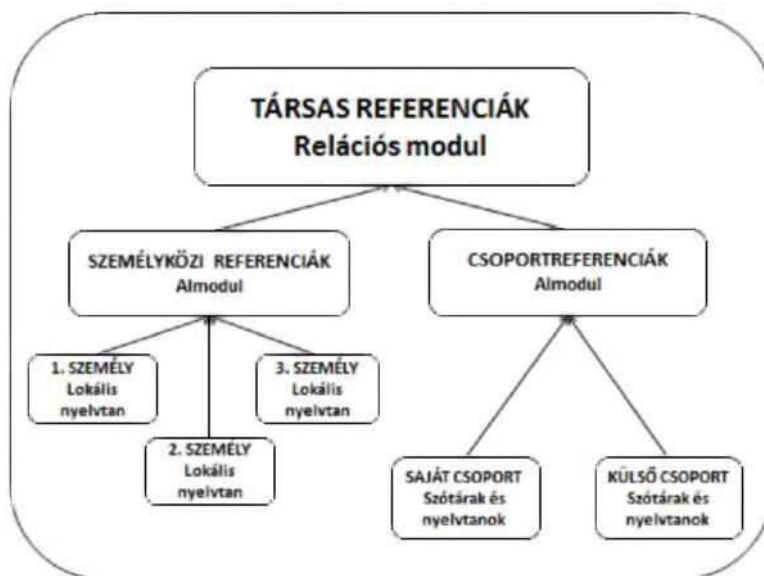 TÁRSAS REFERENCIÁK
Relációs modul
SZEMÉLYKÖZI REFERENCIÁK
Almodul
CSOPORTREFERENCIÁK
Almodul
1. SZEMÉLY
Lokális
nyelvtan
3. SZEMÉLY
Lokális
nyelvtan
2. SZEMÉLY
Lokális
nyelvtan
SAJÁT CSOPORT
Szótárak és
nyelvtanok
KÜLSŐ CSOPORT
Szótárak és
nyelvtanok